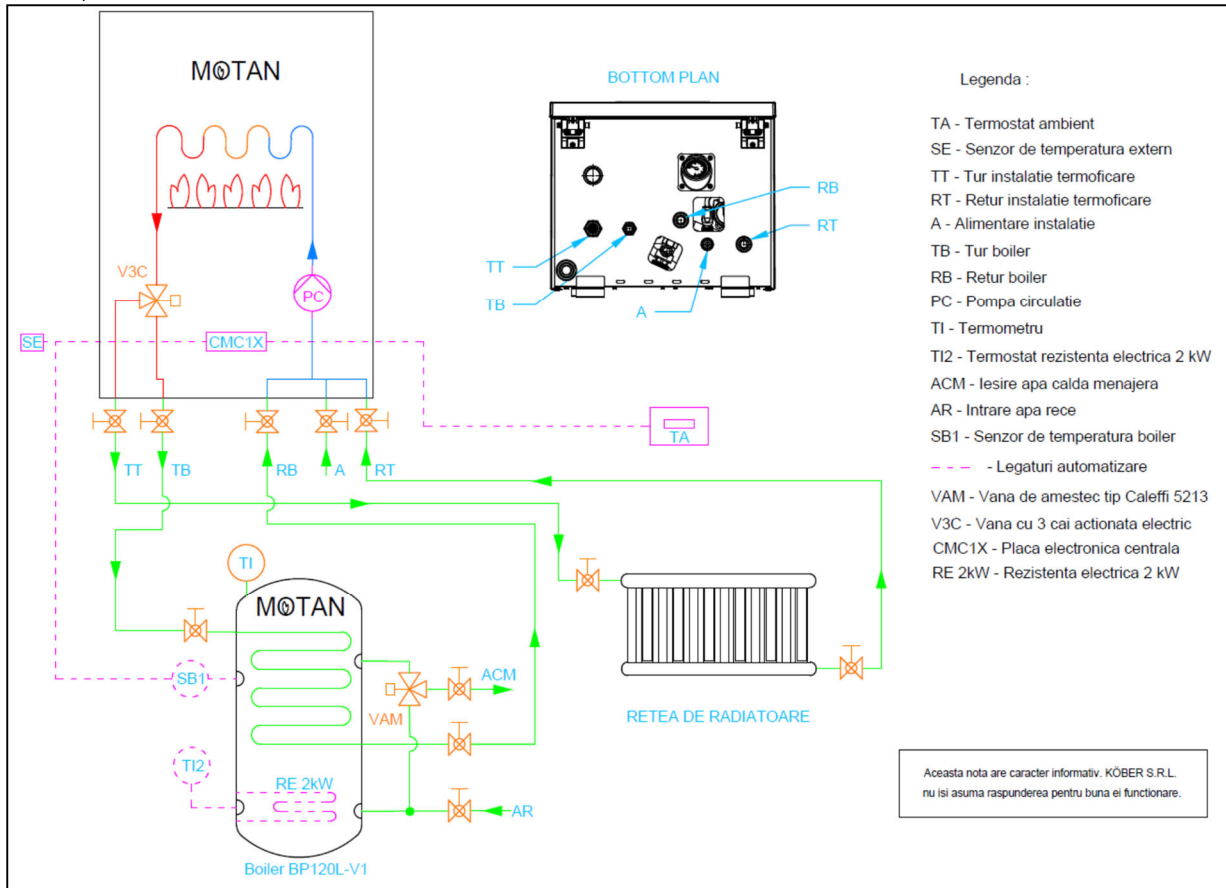 MOTAN
V3C
PC
SE
CMC1X
TA
TT
TB
RB
A
RT
BOTTOM PLAN
RB
RT
TT
TB
A
TI
MOTAN
SB1
ACM
VAM
TI2
RE 2kW
AR
Boiler BP120L-V1
RETEA DE RADIATOARE
Legenda :
TA - Termostat ambient
SE - Senzor de temperatura extern
TT - Tur instalatie termoficare
RT - Retur instalatie termoficare
A - Alimentare instalatie
TB - Tur boiler
RB - Retur boiler
PC - Pompa circulatie
TI - Termometru
TI2 - Termostat rezistenta electrica 2 kW
ACM - Iesire apa calda menajera
AR - Intrare apa rece
SB1 - Senzor de temperatura boiler
- Legaturi automatizare
VAM - Vana de amestec tip Caleffi 5213
V3C - Vana cu 3 cai actionata electric
CMC1X - Placa electronica centrala
RE 2kW - Rezistenta electrica 2 kW
Aceasta nota are caracter informativ. KÖBER S.R.L.
nu isi asuma raspunderea pentru buna ei functionare.